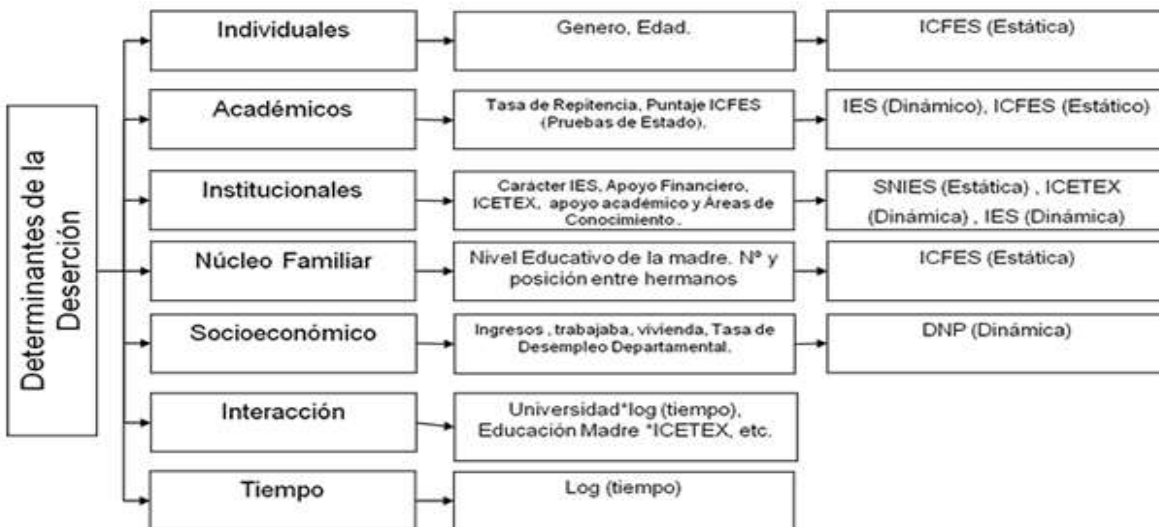 Determinantes de la
Deserción
Individuales
Genero, Edad.
ICFES (Estática)
Académicos
Tasa de Repitencia, Puntaje ICFES
(Pruebas de Estado).
IES (Dinámico), ICFES (Estático)
Institucionales
Carácter IES, Apoyo Financiero,
ICETEX, apoyo académico y Áreas de
Conocimiento .
SNIES (Estática) , ICETEX
(Dinámica) , IES (Dinámica)
Núcleo Familiar
Nivel Educativo de la madre. Nº y
posición entre hermanos
ICFES (Estática)
Socioeconómico
Ingresos , trabajaba, vivienda, Tasa de
Desempleo Departamental.
DNP (Dinámica)
Interacción
Universidad*log (tiempo),
Educación Madre *ICETEX, etc.
Tiempo
Log (tiempo)